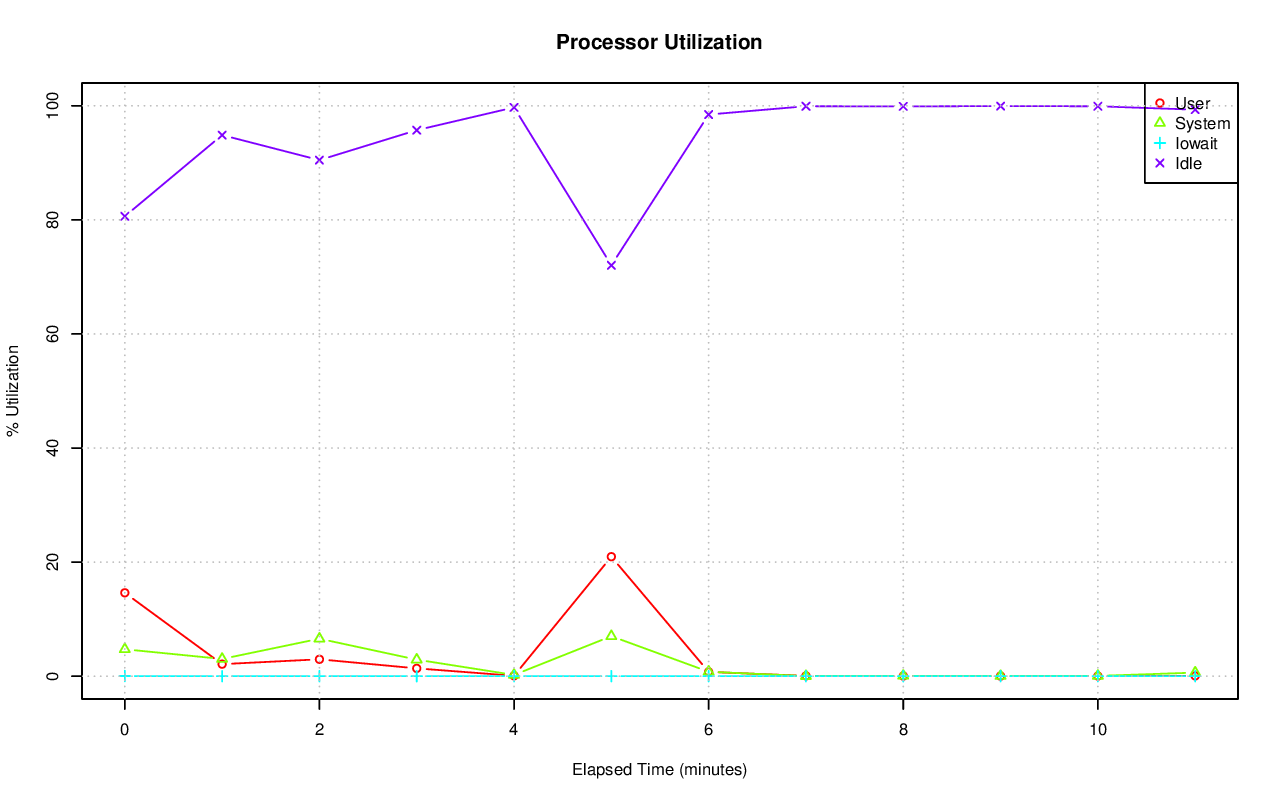 Processor Utilization
% Utilization
100
80
60
40
20
0
User
System
Iowait
Idle
0 2 4 6 8 10
Elapsed Time (minutes)